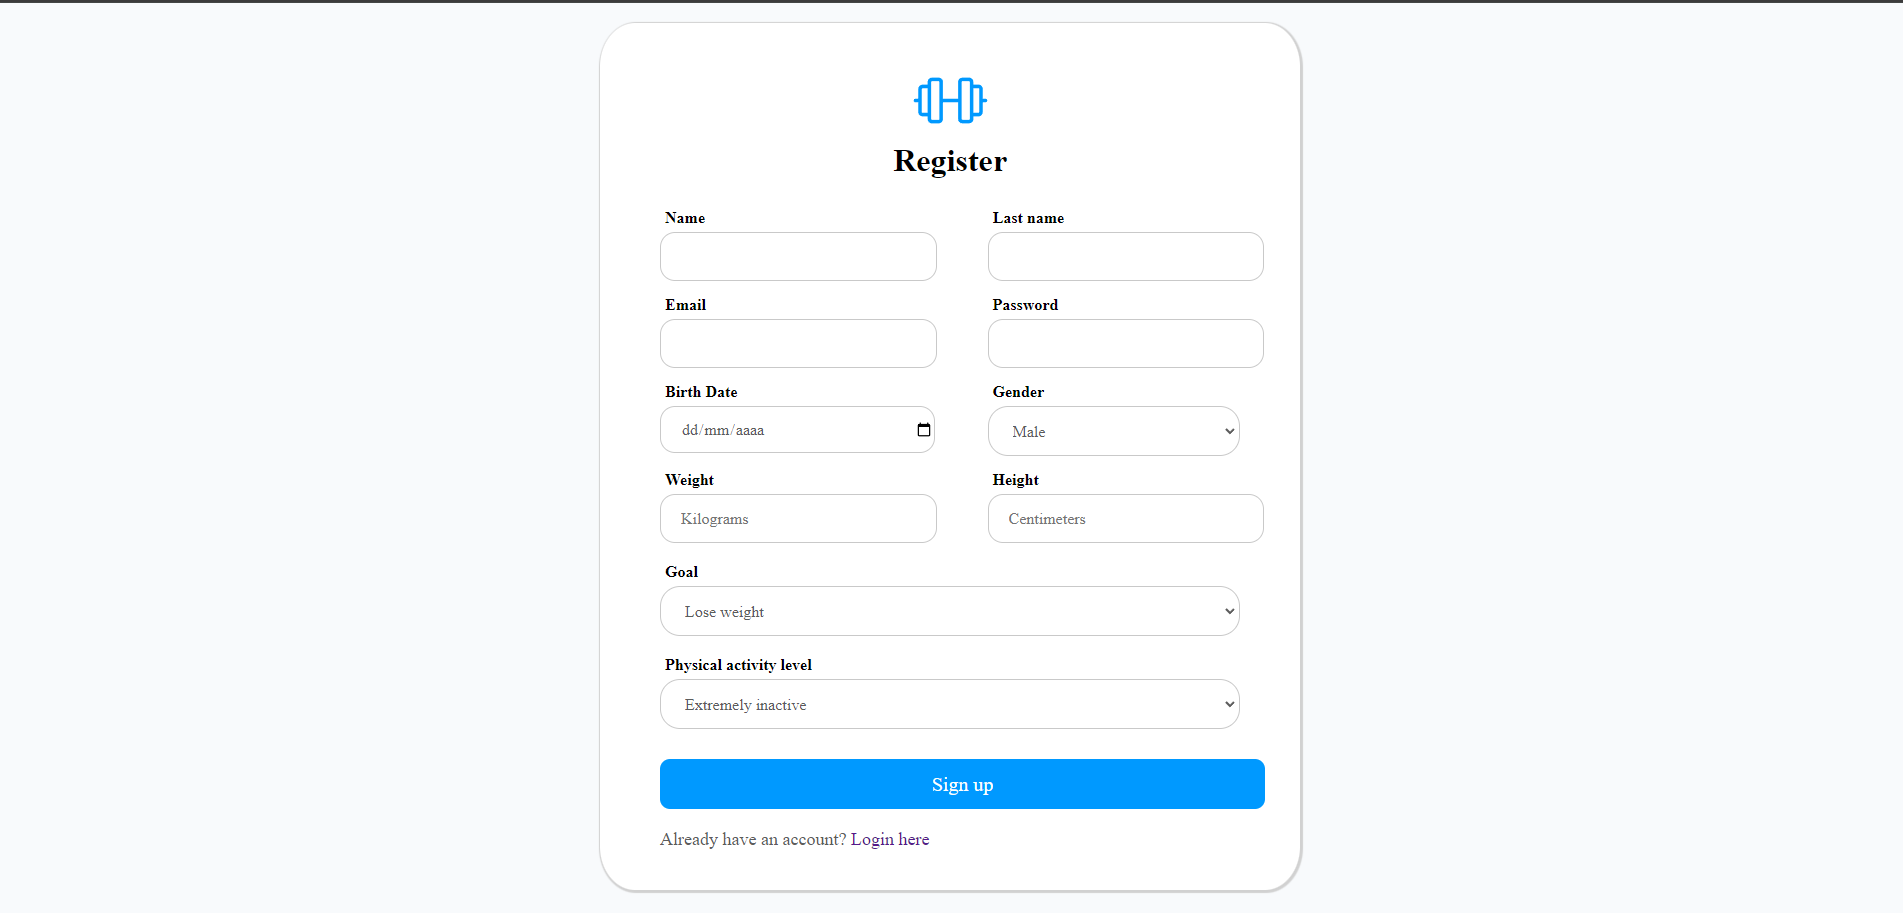 Register
Name Last name
Email Password
Birth Date Gender
dd/mm/aaaa Male
Weight Height
Kilograms Centimeters
Goal
Lose weight
Physical activity level
Extremely inactive
Sign up
Already have an account? Login here